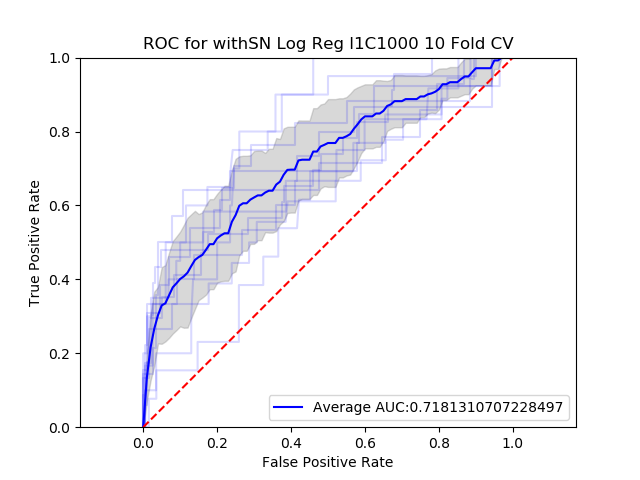 ROC for withSN Log Reg l1C1000 10 Fold CV
1.0
0.8
0.6
0.4
0.2
0.0
True Positive Rate
Average AUC:0.7181310707228497
0.0 0.2 0.4 0.6 0.8 1.0
False Positive Rate